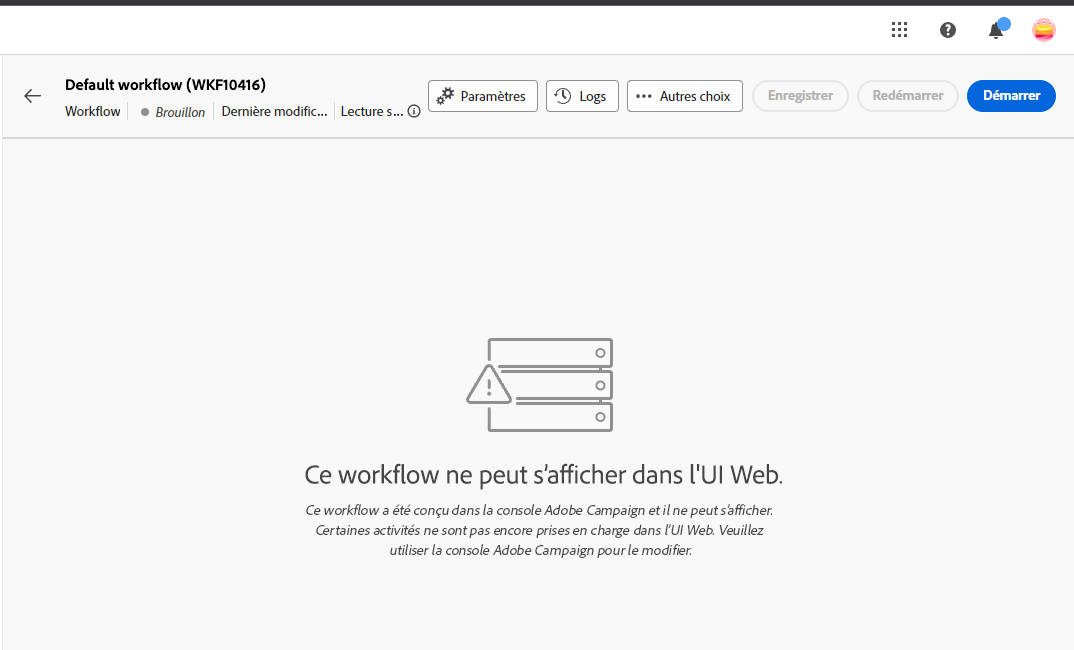 Default workflow (WKF10416)
Workflow Brouillon Dernière modific... Lecture s...
Paramètres Logs Autres choix Enregistrer Redémarrer Démarrer
Ce workflow ne peut s’afficher dans l'UI Web.
Ce workflow a été conçu dans la console Adobe Campaign et il ne peut s’afficher.
Certaines activités ne sont pas encore prises en charge dans l’UI Web. Veuillez
utiliser la console Adobe Campaign pour le modifier.